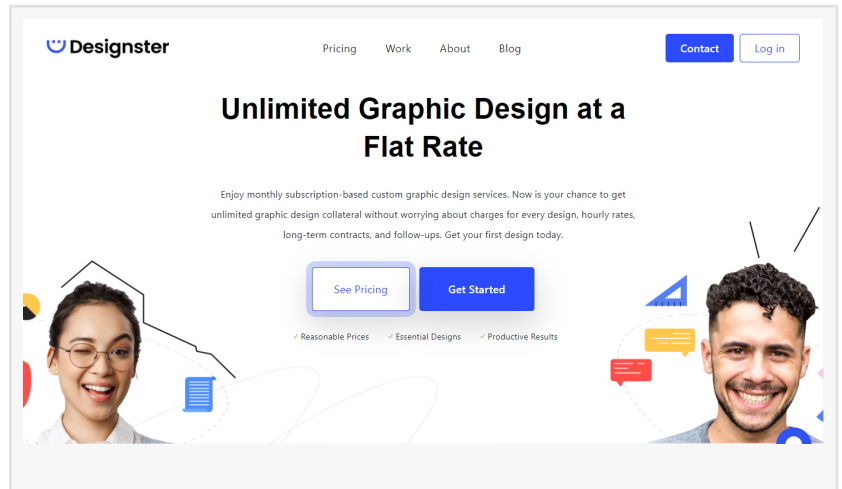 Designster
Pricing Work About Blog
Contact Log in
Unlimited Graphic Design at a
Flat Rate
Enjoy monthly subscription-based custom graphic design services. Now is your chance to get
unlimited graphic design collateral without worrying about charges for every design, hourly rates,
long-term contracts, and follow-ups. Get your first design today.
See Pricing Get Started
✓ Reasonable Prices ✓ Essential Designs ✓ Productive Results